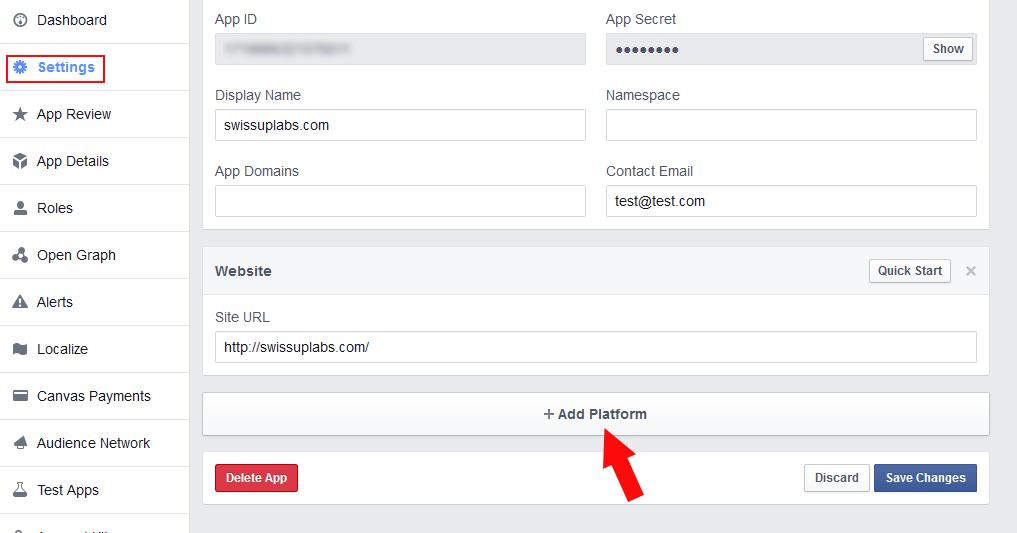 Dashboard
Settings
App Review
App Details
Roles
Open Graph
Alerts
Localize
Canvas Payments
Audience Network
Test Apps
App ID
App Secret
●●●●●●●●
Show
Display Name
Namespace
swissuplabs.com
App Domains
Contact Email
test@test.com
Website
Quick Start
Site URL
http://swissuplabs.com/
+ Add Platform
Delete App
Discard
Save Changes